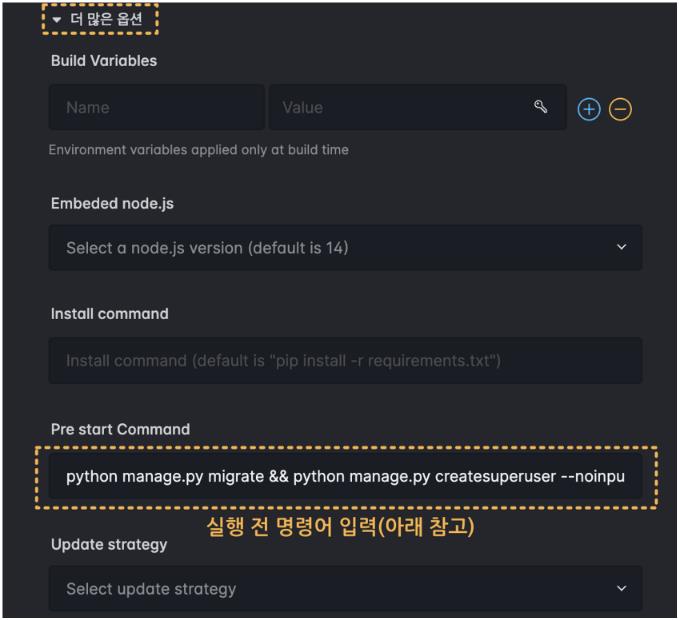 더 많은 옵션
Build Variables
Name
Value
Environment variables applied only at build time
Embeded node.js
Select a node.js version (default is 14)
Install command
Install command (default is "pip install -r requirements.txt")
Pre start Command
python manage.py migrate && python manage.py createsuperuser --noinpu
실행 전 명령어 입력(아래 참고)
Update strategy
Select update strategy